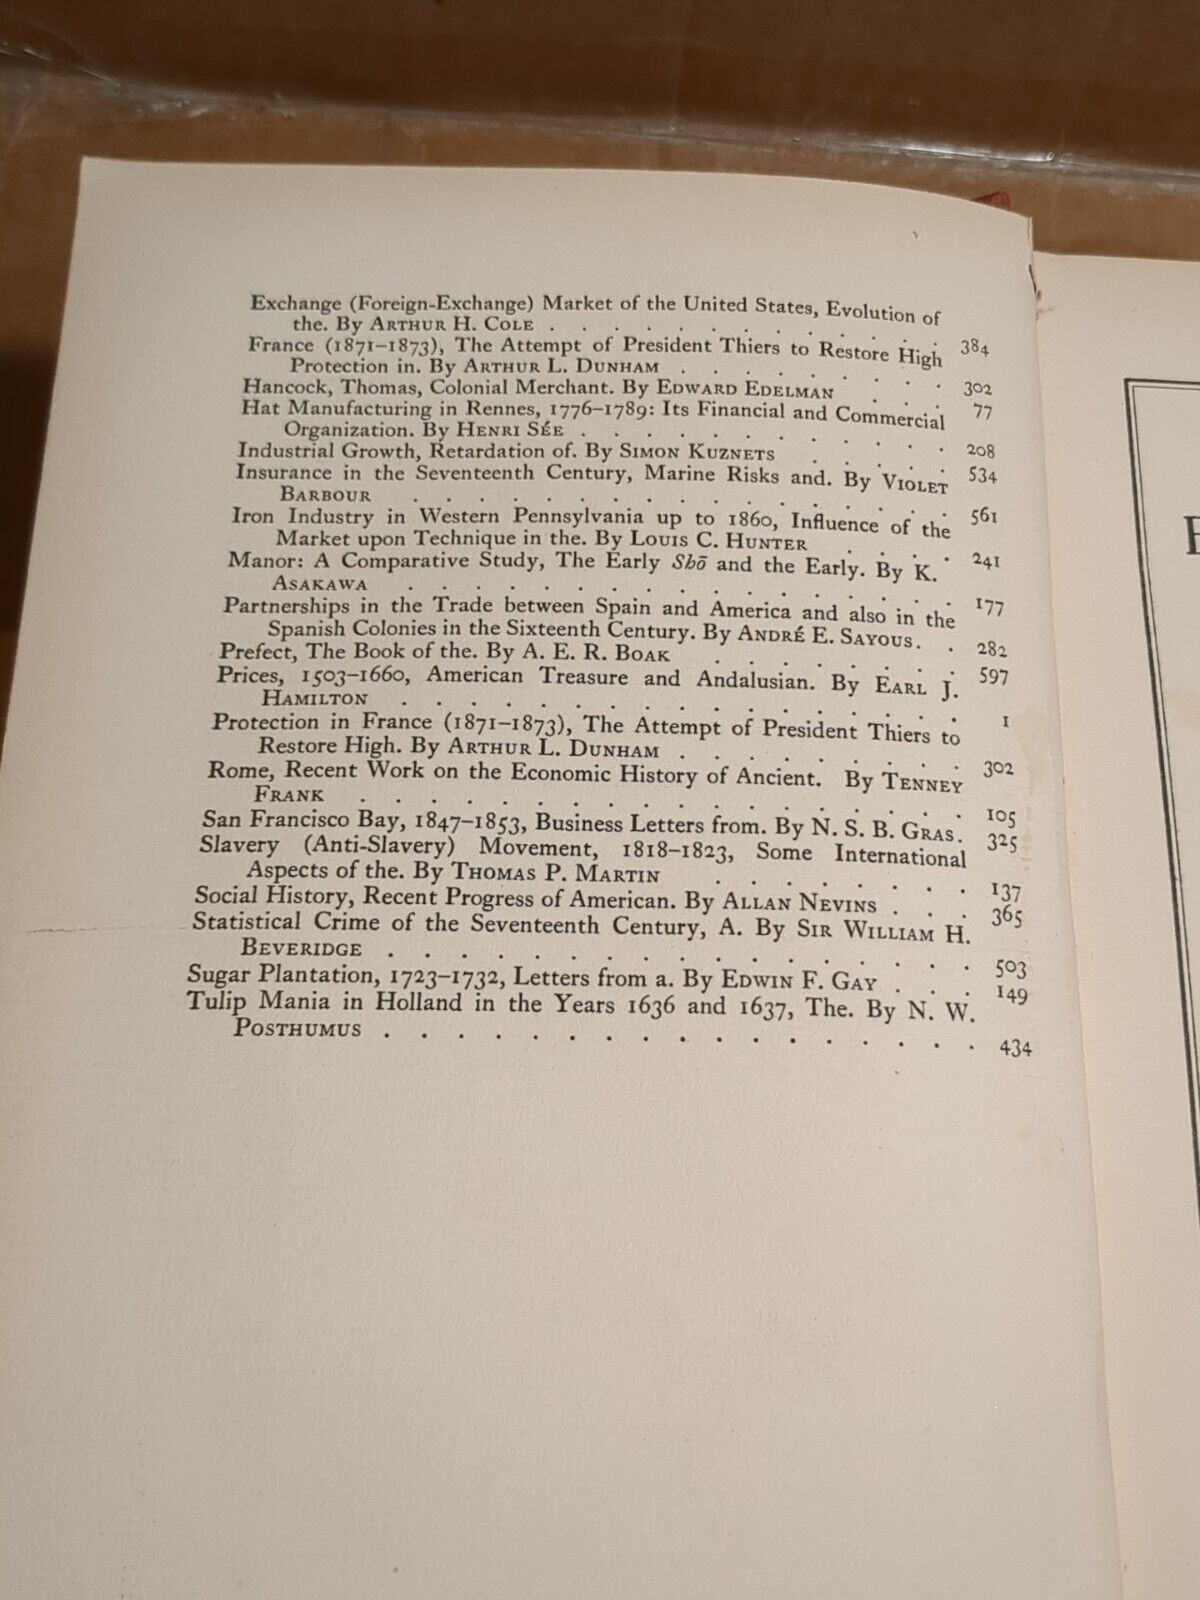 Exchange (Foreign-Exchange) Market of the United States, Evolution of
the. By Arthur H. Cole . . . . . . . . . . . 384
France (1871–1873), The Attempt of President Thiers to Restore High
Protection in. By Arthur L. Dunham . . . . . . . . 302
Hancock, Thomas, Colonial Merchant. By Edward Edelman . . . 77
Hat Manufacturing in Rennes, 1776–1789: Its Financial and Commercial
Organization. By Henri Sée . . . . . . . . . . . 208
Industrial Growth, Retardation of. By Simon Kuznets . . . . . 534
Insurance in the Seventeenth Century, Marine Risks and. By Violet
Barbour . . . . . . . . . . . . . . . . 561
Iron Industry in Western Pennsylvania up to 1860, Influence of the
Market upon Technique in the. By Louis C. Hunter . . . . 241
Manor: A Comparative Study, The Early Shō and the Early. By K.
Asakawa . . . . . . . . . . . . . . . . 177
Partnerships in the Trade between Spain and America and also in the
Spanish Colonies in the Sixteenth Century. By André E. Sayous. . 282
Prefect, The Book of the. By A. E. R. Boak . . . . . . . 597
Prices, 1503–1660, American Treasure and Andalusian. By Earl J.
Hamilton . . . . . . . . . . . . . . . . 1
Protection in France (1871–1873), The Attempt of President Thiers to
Restore High. By Arthur L. Dunham . . . . . . . . 302
Rome, Recent Work on the Economic History of Ancient. By Tenney
Frank . . . . . . . . . . . . . . . . . 105
San Francisco Bay, 1847–1853, Business Letters from. By N. S. B. Gras. 325
Slavery (Anti-Slavery) Movement, 1818–1823, Some International
Aspects of the. By Thomas P. Martin . . . . . . . 137
Social History, Recent Progress of American. By Allan Nevins . . . 365
Statistical Crime of the Seventeenth Century, A. By Sir William H.
Beveridge . . . . . . . . . . . . . . . . 503
Sugar Plantation, 1723–1732, Letters from a. By Edwin F. Gay . . . 149
Tulip Mania in Holland in the Years 1636 and 1637, The. By N. W.
Posthumus . . . . . . . . . . . . . . . . . 434